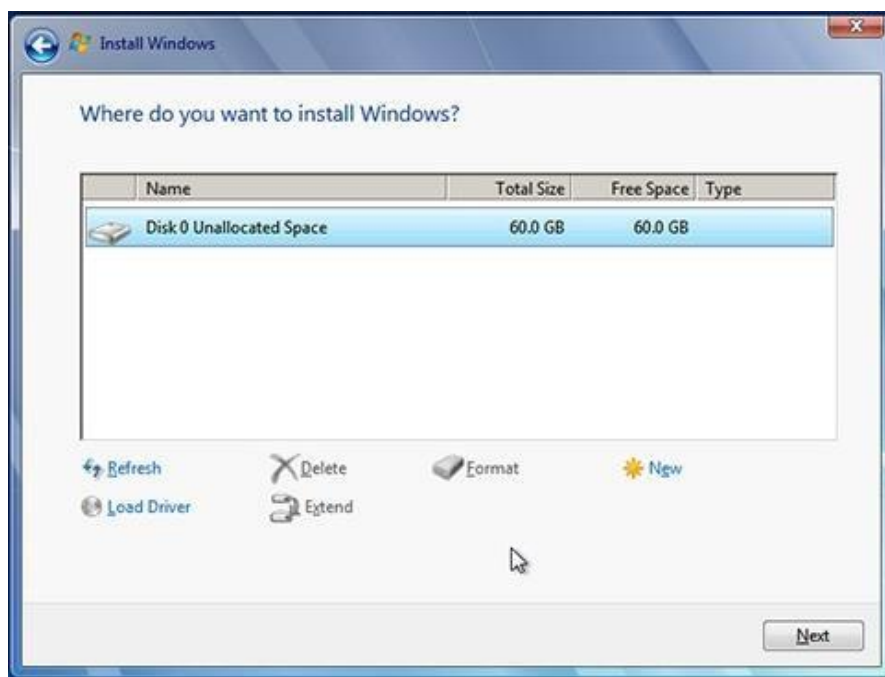 Install Windows
Where do you want to install Windows?
Name Total Size Free Space Type
Disk 0 Unallocated Space 60.0 GB 60.0 GB
Refresh Delete Format New
Load Driver Extend
Next